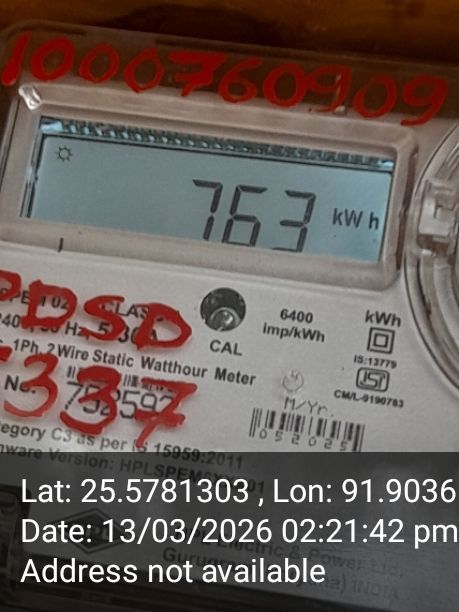 1000760909
763 kWh
PDSD
6400
imp/kWh
kWh
CAL
IS:13779
CM/L-9190783
1Ph, 2Wire Static Watthour Meter
337
M/Yr.
052025
Category C3 as per IS 15959:2011
Lat: 25.5781303 , Lon: 91.9036
Date: 13/03/2026 02:21:42 pm
Address not available